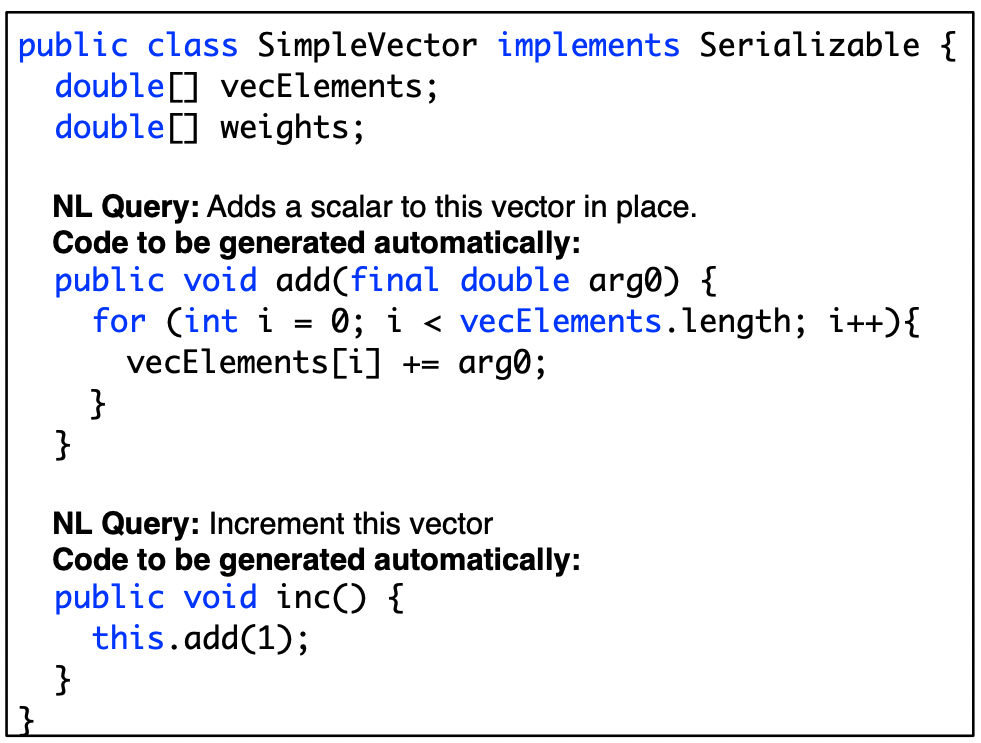 public class SimpleVector implements Serializable {
double[] vecElements;
double[] weights;
NL Query: Adds a scalar to this vector in place.
Code to be generated automatically:
public void add(final double arg0) {
for (int i = 0; i < vecElements.length; i++){
vecElements[i] += arg0;
}
}
NL Query: Increment this vector
Code to be generated automatically:
public void inc() {
this.add(1);
}
}